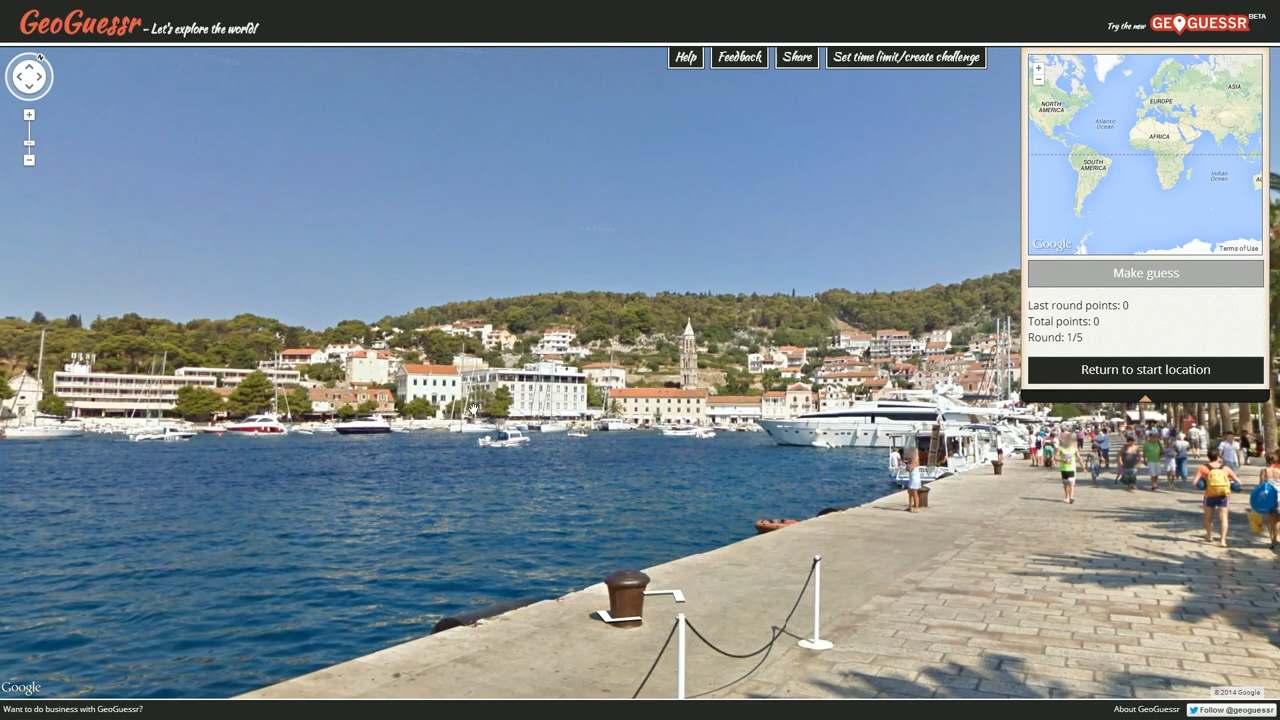 GeoGuessr – Let's explore the world!
Try the new GEOGUESSR BETA
N
Help
Feedback
Share
Set time limit/create challenge
NORTH AMERICA
EUROPE
ASIA
Atlantic Ocean
AFRICA
SOUTH AMERICA
Indian Ocean
AU
Google
Terms of Use
Make guess
Last round points: 0
Total points: 0
Round: 1/5
Return to start location
Google
© 2014 Google
Want to do business with GeoGuessr?
About GeoGuessr
Follow @geoguessr